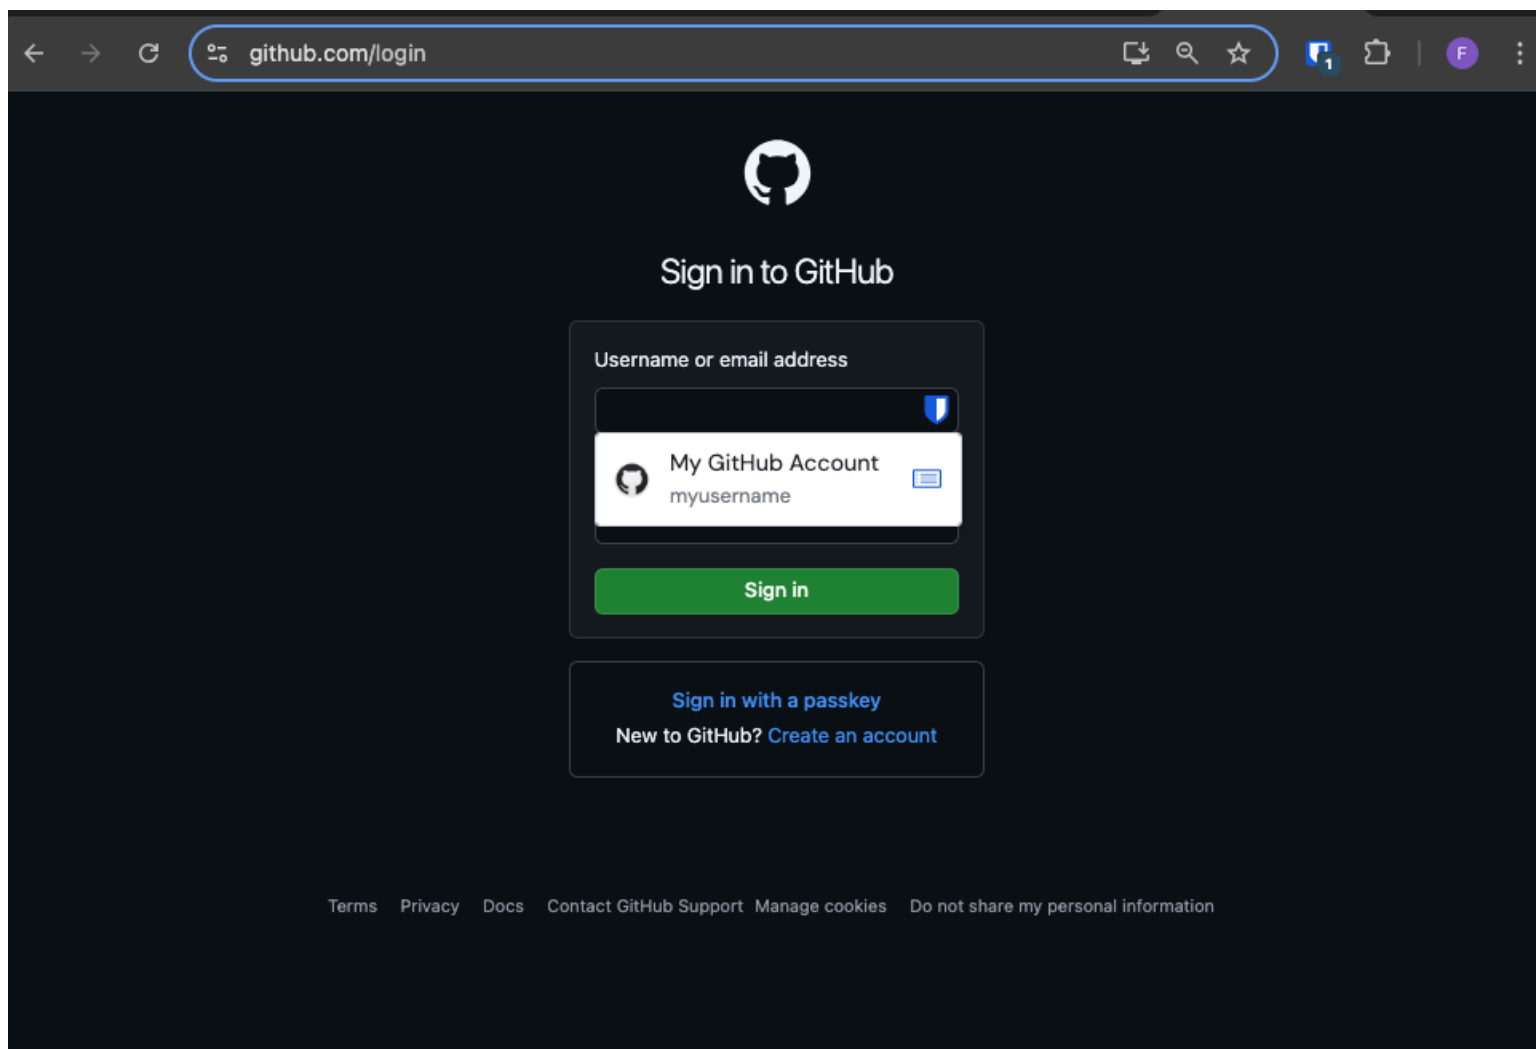 github.com/login
1
F
Sign in to GitHub
Username or email address
My GitHub Account
myusername
Sign in
Sign in with a passkey
New to GitHub? Create an account
Terms Privacy Docs Contact GitHub Support Manage cookies Do not share my personal information